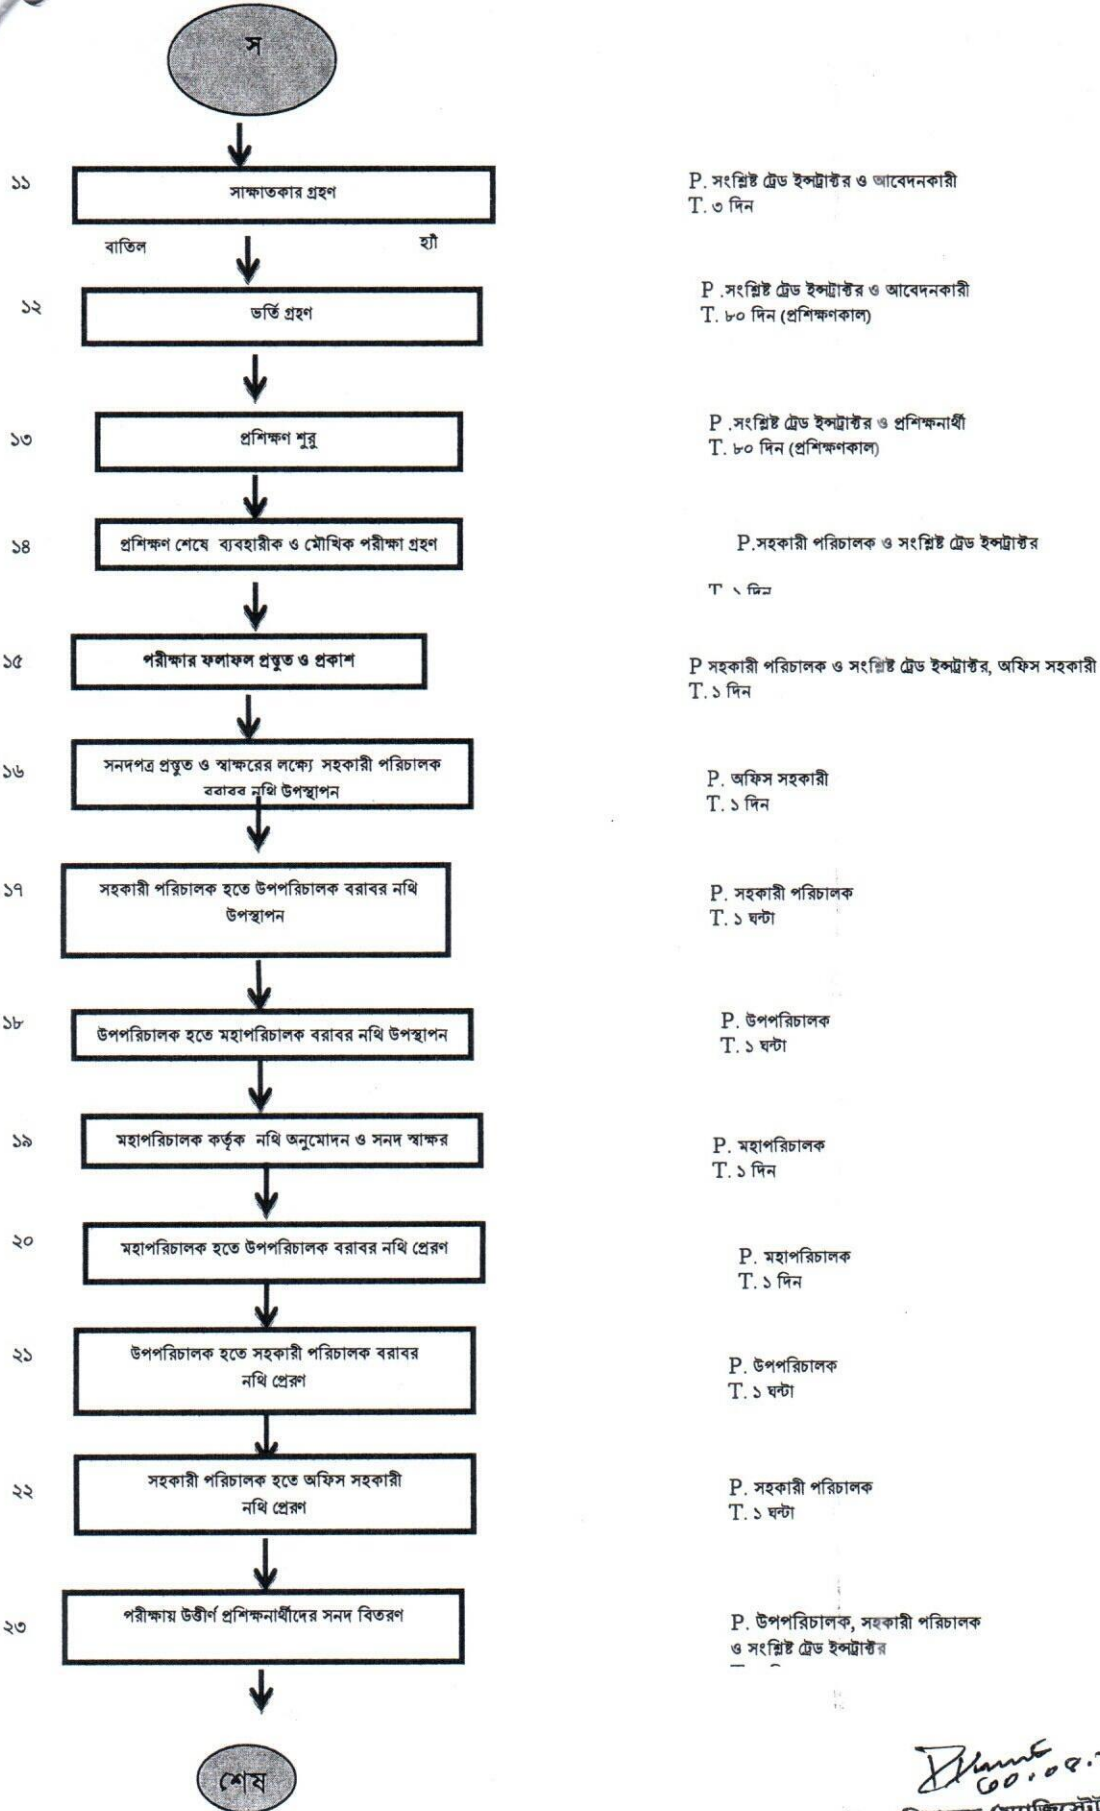 স
১১
সাক্ষাতকার গ্রহণ
P. সংশ্লিষ্ট ট্রেড ইন্সট্রাক্টর ও আবেদনকারী
T. ৩ দিন
বাতিল
হ্যাঁ
১২
ভর্তি গ্রহণ
P .সংশ্লিষ্ট ট্রেড ইন্সট্রাক্টর ও আবেদনকারী
T. ৮০ দিন (প্রশিক্ষণকাল)
১৩
প্রশিক্ষণ শুরু
P .সংশ্লিষ্ট ট্রেড ইন্সট্রাক্টর ও প্রশিক্ষনার্থী
T. ৮০ দিন (প্রশিক্ষণকাল)
১৪
প্রশিক্ষণ শেষে ব্যবহারীক ও মৌখিক পরীক্ষা গ্রহণ
P.সহকারী পরিচালক ও সংশ্লিষ্ট ট্রেড ইন্সট্রাক্টর
T ১ দিন
১৫
পরীক্ষার ফলাফল প্রস্তুত ও প্রকাশ
P সহকারী পরিচালক ও সংশ্লিষ্ট ট্রেড ইন্সট্রাক্টর, অফিস সহকারী
T. ১ দিন
১৬
সনদপত্র প্রস্তুত ও স্বাক্ষরের লক্ষ্যে সহকারী পরিচালক
বরাবর নথি উপস্থাপন
P. অফিস সহকারী
T. ১ দিন
১৭
সহকারী পরিচালক হতে উপপরিচালক বরাবর নথি
উপস্থাপন
P. সহকারী পরিচালক
T. ১ ঘন্টা
১৮
উপপরিচালক হতে মহাপরিচালক বরাবর নথি উপস্থাপন
P. উপপরিচালক
T. ১ ঘন্টা
১৯
মহাপরিচালক কর্তৃক নথি অনুমোদন ও সনদ স্বাক্ষর
P. মহাপরিচালক
T. ১ দিন
২০
মহাপরিচালক হতে উপপরিচালক বরাবর নথি প্রেরণ
P. মহাপরিচালক
T. ১ দিন
২১
উপপরিচালক হতে সহকারী পরিচালক বরাবর
নথি প্রেরণ
P. উপপরিচালক
T. ১ ঘন্টা
২২
সহকারী পরিচালক হতে অফিস সহকারী
নথি প্রেরণ
P. সহকারী পরিচালক
T. ১ ঘন্টা
২৩
পরীক্ষায় উত্তীর্ণ প্রশিক্ষনার্থীদের সনদ বিতরণ
P. উপপরিচালক, সহকারী পরিচালক
ও সংশ্লিষ্ট ট্রেড ইন্সট্রাক্টর
শেষ